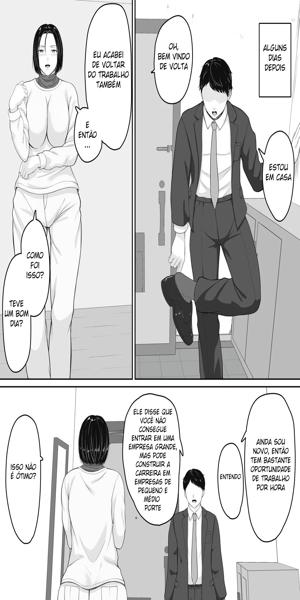 ALGUNS
DIAS
DEPOIS
ESTOU
EM CASA
OH,
BEM VINDO
DE VOLTA
EU ACABEI
DE VOLTAR
DO TRABALHO
TAMBÉM
E
ENTÃO
...
COMO
FOI
ISSO?
TEVE
UM BOM
DIA?
AINDA SOU
NOVO, ENTÃO
TEM BASTANTE
OPORTUNIDADE
DE TRABALHO
POR HORA
ENTENDO
ELE DISSE QUE
VOCÊ NÃO
CONSEGUE
ENTRAR EM UMA
EMPRESA GRANDE,
MAS PODE
CONSTRUIR A
CARREIRA EM
EMPRESAS DE
PEQUENO E
MÉDIO
PORTE
ISSO NÃO
É ÓTIMO?